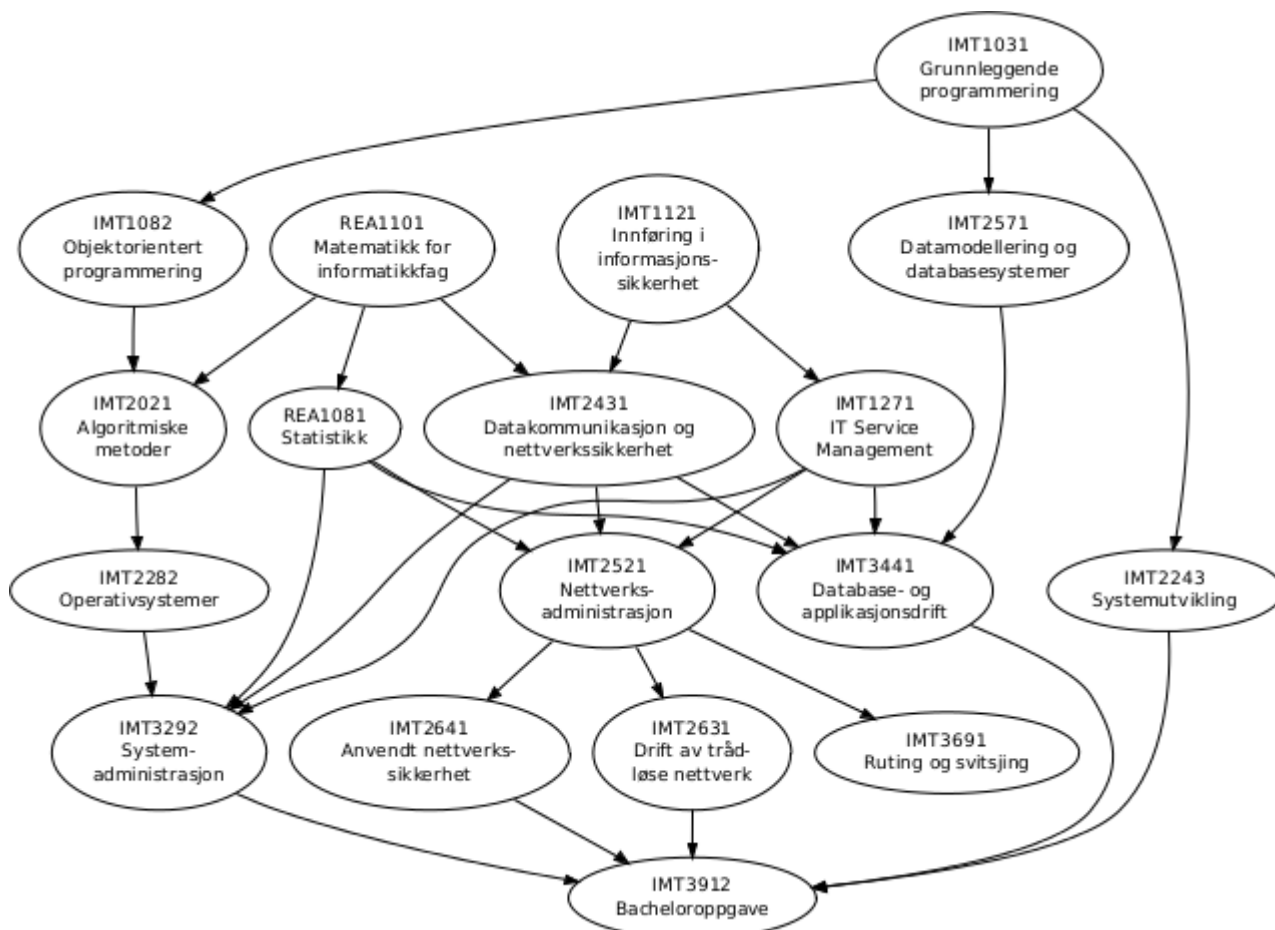 IMT1031
Grunnleggende
programmering
IMT1082
Objektorientert
programmering
REA1101
Matematikk for
informatikkfag
IMT1121
Innføring i
informasjons-
sikkerhet
IMT2571
Datamodellering og
databasesystemer
IMT2021
Algoritmiske
metoder
REA1081
Statistikk
IMT2431
Datakommunikasjon og
nettverkssikkerhet
IMT1271
IT Service
Management
IMT2282
Operativsystemer
IMT2521
Nettverks-
administrasjon
IMT3441
Database- og
applikasjonsdrift
IMT2243
Systemutvikling
IMT3292
System-
administrasjon
IMT2641
Anvendt nettverks-
sikkerhet
IMT2631
Drift av tråd-
løse nettverk
IMT3691
Ruting og svitsjing
IMT3912
Bacheloroppgave